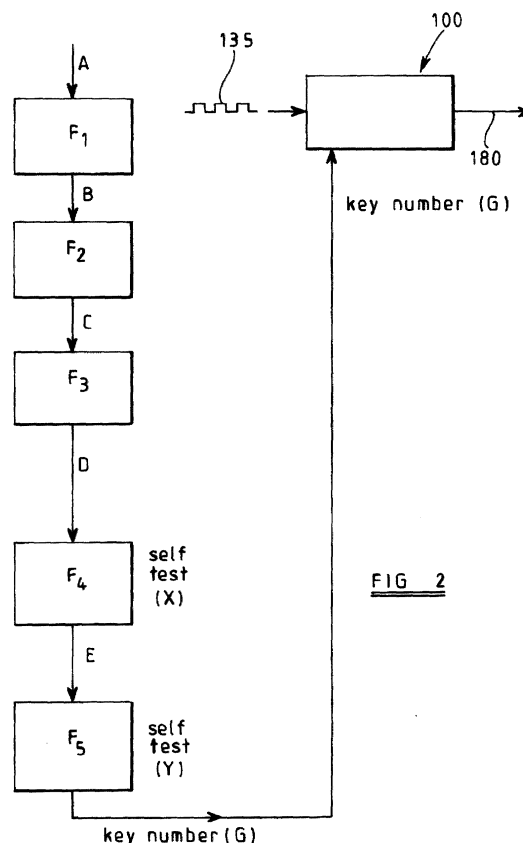 A
F1
B
F2
C
F3
D
F4
self
test
(X)
E
F5
self
test
(Y)
key number(G)
135
100
180
key number (G)
FIG 2